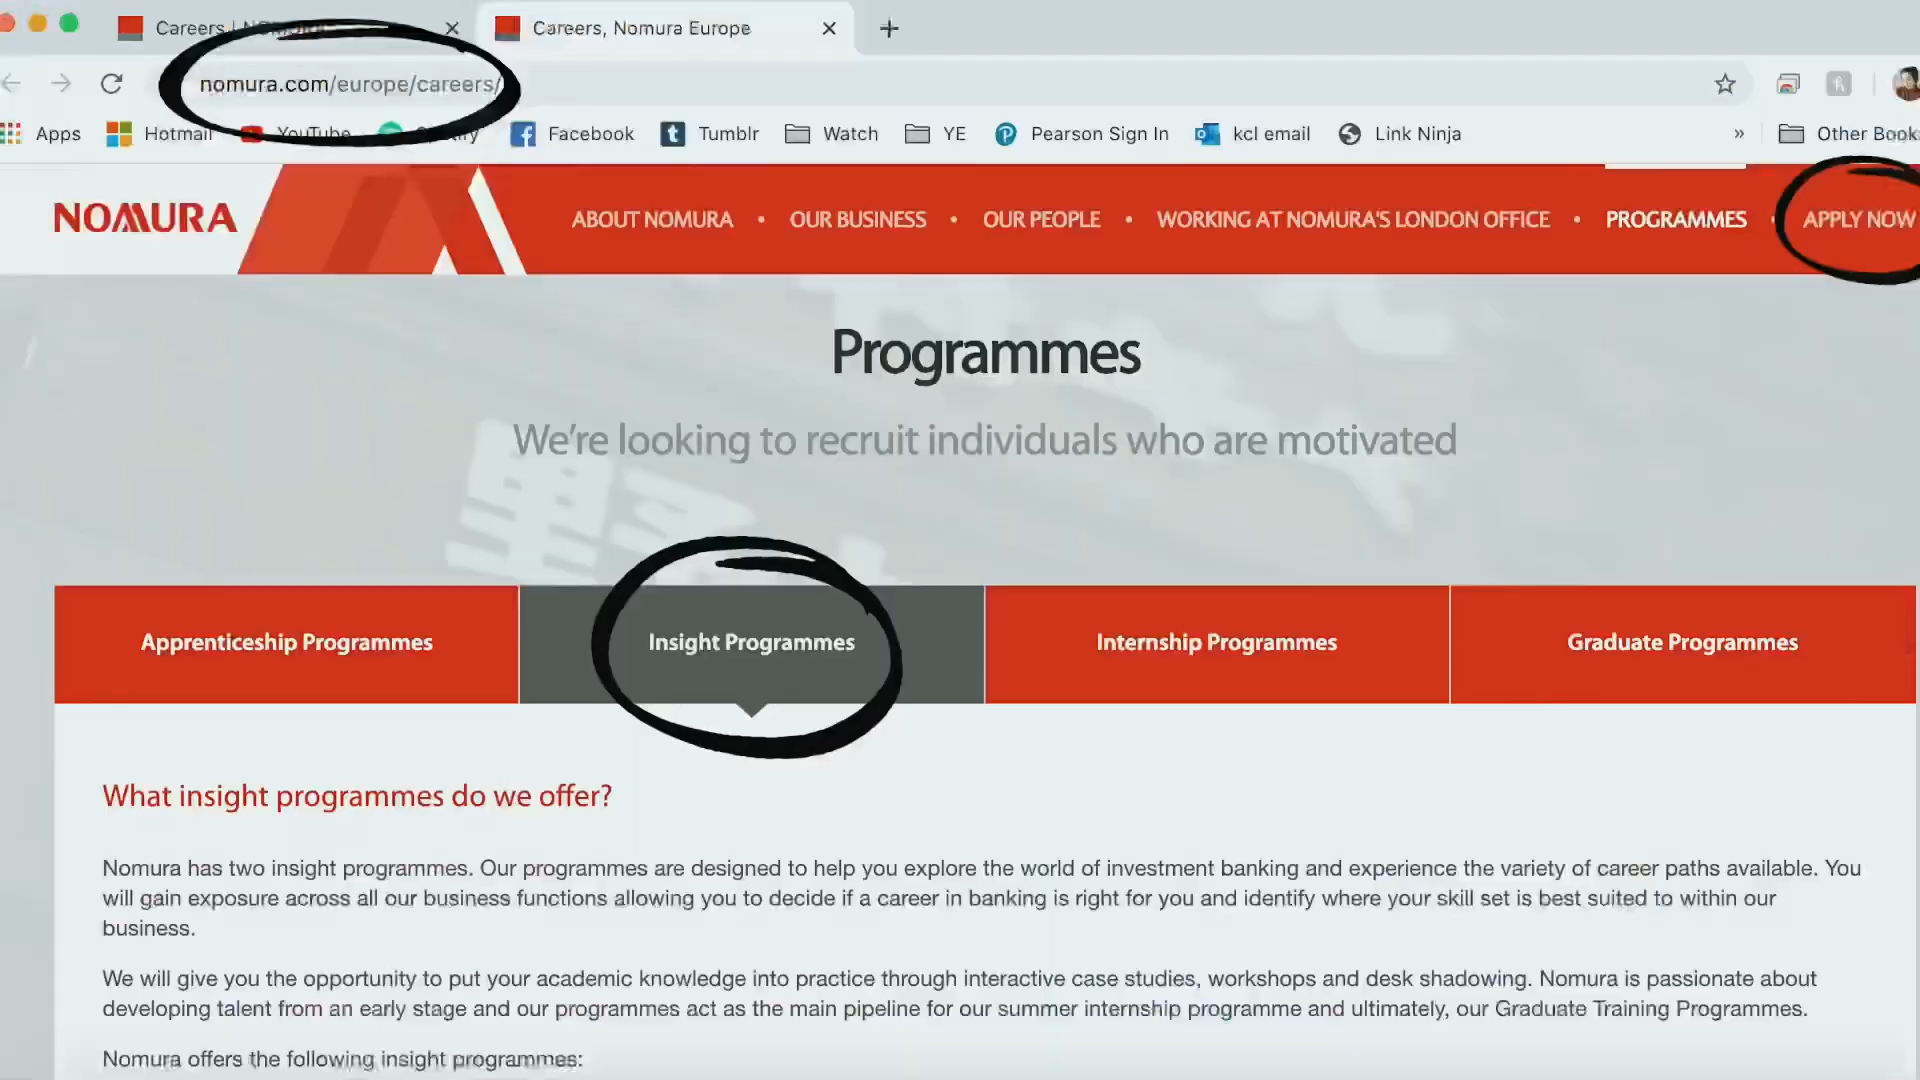 Careers
Careers, Nomura Europe
nomura.com/europe/careers/
Apps
Hotmail
YouTube
Facebook
Tumblr
Watch
YE
Pearson Sign In
kcl email
Link Ninja
»
Other Book
NOMURA
ABOUT NOMURA • OUR BUSINESS • OUR PEOPLE • WORKING AT NOMURA'S LONDON OFFICE • PROGRAMMES • APPLY NOW
Programmes
We're looking to recruit individuals who are motivated
Apprenticeship Programmes
Insight Programmes
Internship Programmes
Graduate Programmes
What insight programmes do we offer?
Nomura has two insight programmes. Our programmes are designed to help you explore the world of investment banking and experience the variety of career paths available. You
will gain exposure across all our business functions allowing you to decide if a career in banking is right for you and identify where your skill set is best suited to within our
business.
We will give you the opportunity to put your academic knowledge into practice through interactive case studies, workshops and desk shadowing. Nomura is passionate about
developing talent from an early stage and our programmes act as the main pipeline for our summer internship programme and ultimately, our Graduate Training Programmes.
Nomura offers the following insight programmes: